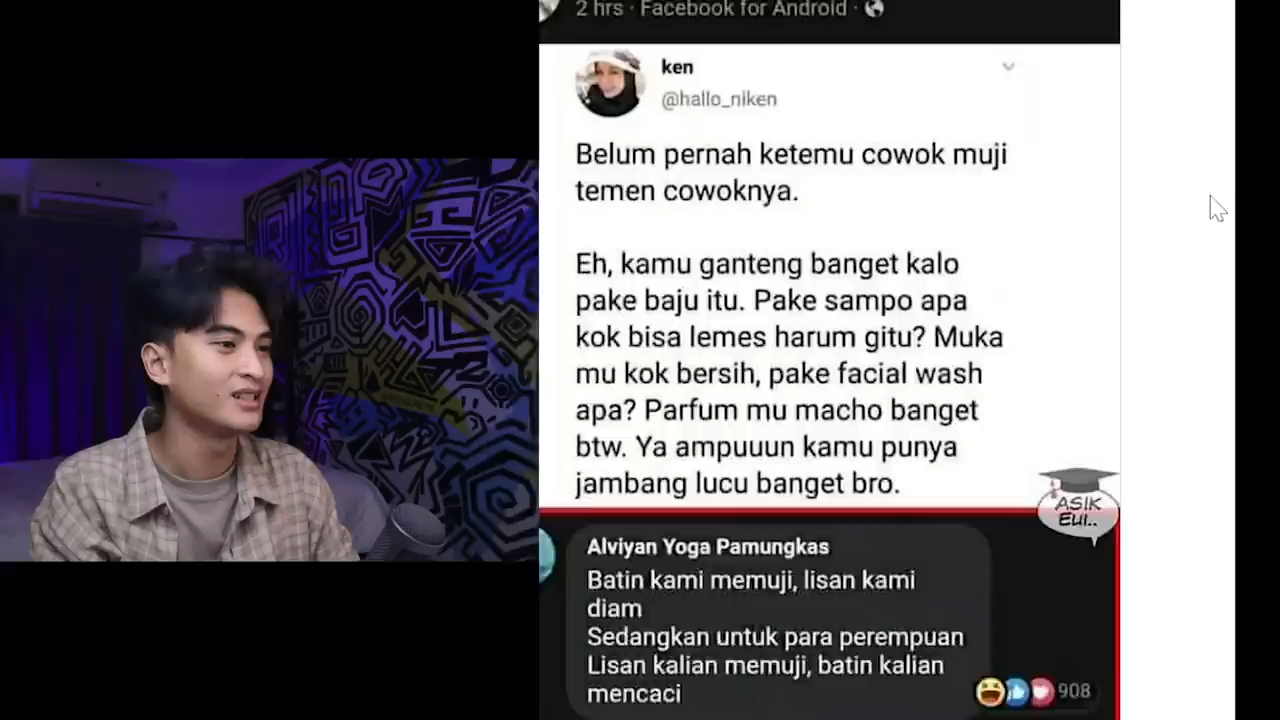 2 hrs · Facebook for Android ·
ken
@hallo_niken
Belum pernah ketemu cowok muji
temen cowoknya.
Eh, kamu ganteng banget kalo
pake baju itu. Pake sampo apa
kok bisa lemes harum gitu? Muka
mu kok bersih, pake facial wash
apa? Parfum mu macho banget
btw. Ya ampuuun kamu punya
jambang lucu banget bro.
ASIK
EUI..
Alviyan Yoga Pamungkas
Batin kami memuji, lisan kami
diam
Sedangkan untuk para perempuan
Lisan kalian memuji, batin kalian
mencaci
908